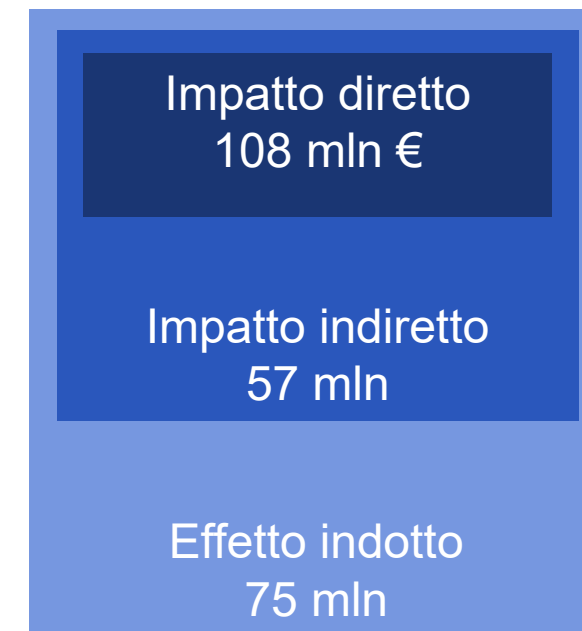 Impatto diretto
108 mln €
Impatto indiretto
57 mln
Effetto indotto
75 mln